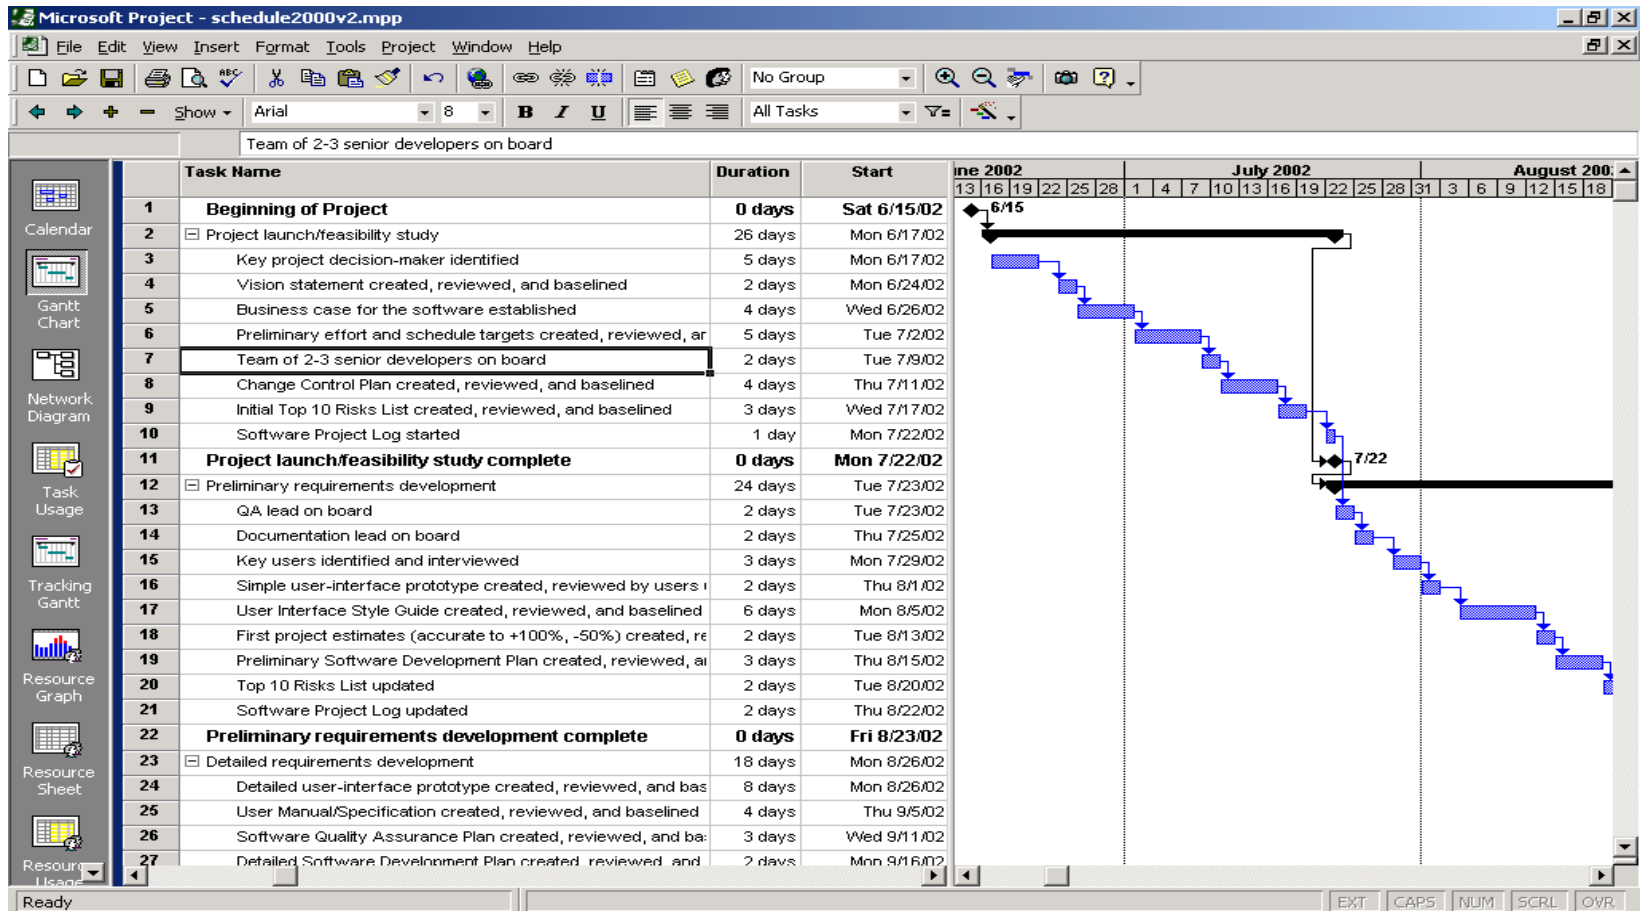 Microsoft Project - schedule2000v2.mpp
File Edit View Insert Format Tools Project Window Help
ABC No Group ?
Show Arial 8 B I U All Tasks
Team of 2-3 senior developers on board
Task Name Duration Start ne 2002 July 2002 August 200
13 16 19 22 25 28 1 4 7 10 13 16 19 22 25 28 31 3 6 9 12 15 18
1 Beginning of Project 0 days Sat 6/15/02 6/15
2 Project launch/feasibility study 26 days Mon 6/17/02
3 Key project decision-maker identified 5 days Mon 6/17/02
4 Vision statement created, reviewed, and baselined 2 days Mon 6/24/02
5 Business case for the software established 4 days Wed 6/26/02
6 Preliminary effort and schedule targets created, reviewed, ar 5 days Tue 7/2/02
7 Team of 2-3 senior developers on board 2 days Tue 7/9/02
8 Change Control Plan created, reviewed, and baselined 4 days Thu 7/11/02
9 Initial Top 10 Risks List created, reviewed, and baselined 3 days Wed 7/17/02
10 Software Project Log started 1 day Mon 7/22/02
11 Project launch/feasibility study complete 0 days Mon 7/22/02 7/22
12 Preliminary requirements development 24 days Tue 7/23/02
13 QA lead on board 2 days Tue 7/23/02
14 Documentation lead on board 2 days Thu 7/25/02
15 Key users identified and interviewed 3 days Mon 7/29/02
16 Simple user-interface prototype created, reviewed by users 2 days Thu 8/1/02
17 User Interface Style Guide created, reviewed, and baselined 6 days Mon 8/5/02
18 First project estimates (accurate to +100%, -50%) created, re 2 days Tue 8/13/02
19 Preliminary Software Development Plan created, reviewed, ar 3 days Thu 8/15/02
20 Top 10 Risks List updated 2 days Tue 8/20/02
21 Software Project Log updated 2 days Thu 8/22/02
22 Preliminary requirements development complete 0 days Fri 8/23/02
23 Detailed requirements development 18 days Mon 8/26/02
24 Detailed user-interface prototype created, reviewed, and bas 8 days Mon 8/26/02
25 User Manual/Specification created, reviewed, and baselined 4 days Thu 9/5/02
26 Software Quality Assurance Plan created, reviewed, and ba 3 days Wed 9/11/02
27 Detailed Software Development Plan created, reviewed, and 2 days Mon 9/16/02
Calendar
Gantt
Chart
Network
Diagram
Task
Usage
Tracking
Gantt
Resource
Graph
Resource
Sheet
Resourc
Usage
Ready EXT CAPS NUM SCRL OVR